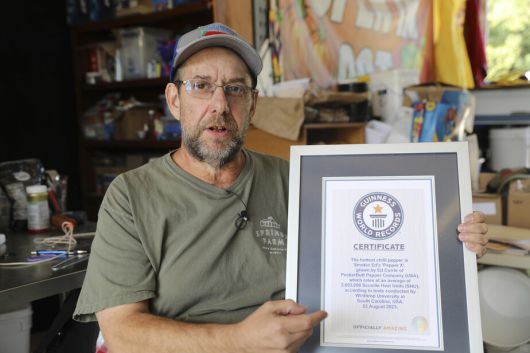 SPRING
FARM
GUINNESS
WORLD
RECORDS
CERTIFICATE
The hottest chilli pepper is
Smokin Ed's 'Pepper X',
grown by Ed Currie of
PuckerButt Pepper Company (USA),
which rates at an average of
2,693,000 Scoville Heat Units (SHU),
according to tests conducted by
Winthrop University in
South Carolina, USA,
23 August 2023
OFFICIALLY AMAZING